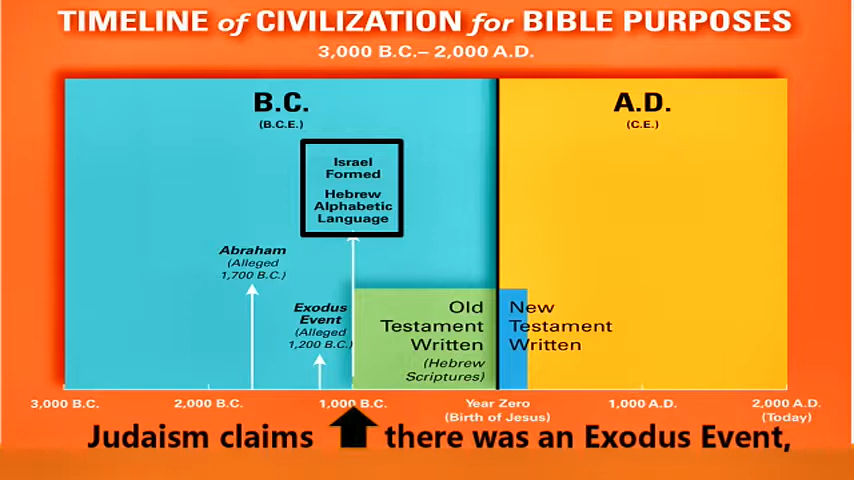 TIMELINE of CIVILIZATION for BIBLE PURPOSES
3,000 B.C.– 2,000 A.D.
B.C.
(B.C.E.)
A.D.
(C.E.)
Israel
Formed
Hebrew
Alphabetic
Language
Abraham
(Alleged
1,700 B.C.)
Exodus
Event
(Alleged
1,200 B.C.)
Old
Testament
Written
(Hebrew
Scriptures)
New
Testament
Written
3,000 B.C.
2,000 B.C.
1,000 B.C.
Year Zero
(Birth of Jesus)
1,000 A.D.
2,000 A.D.
(Today)
Judaism claims there was an Exodus Event,